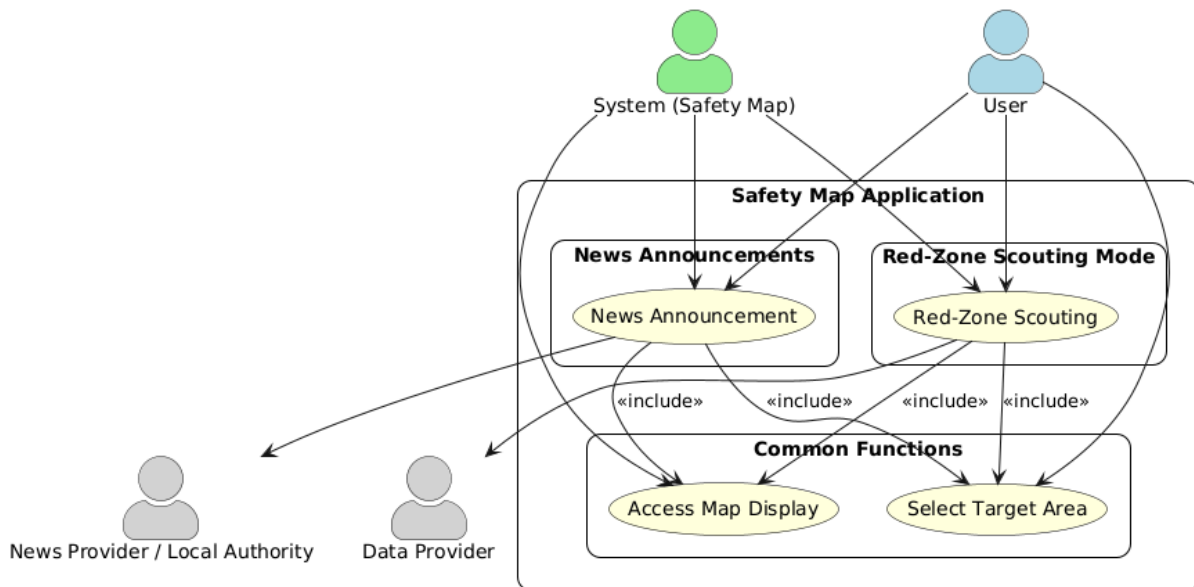 System (Safety Map)
User
Safety Map Application
News Announcements
Red-Zone Scouting Mode
News Announcement
Red-Zone Scouting
«include»
«include»
«include»
«include»
Common Functions
Access Map Display
Select Target Area
News Provider / Local Authority
Data Provider